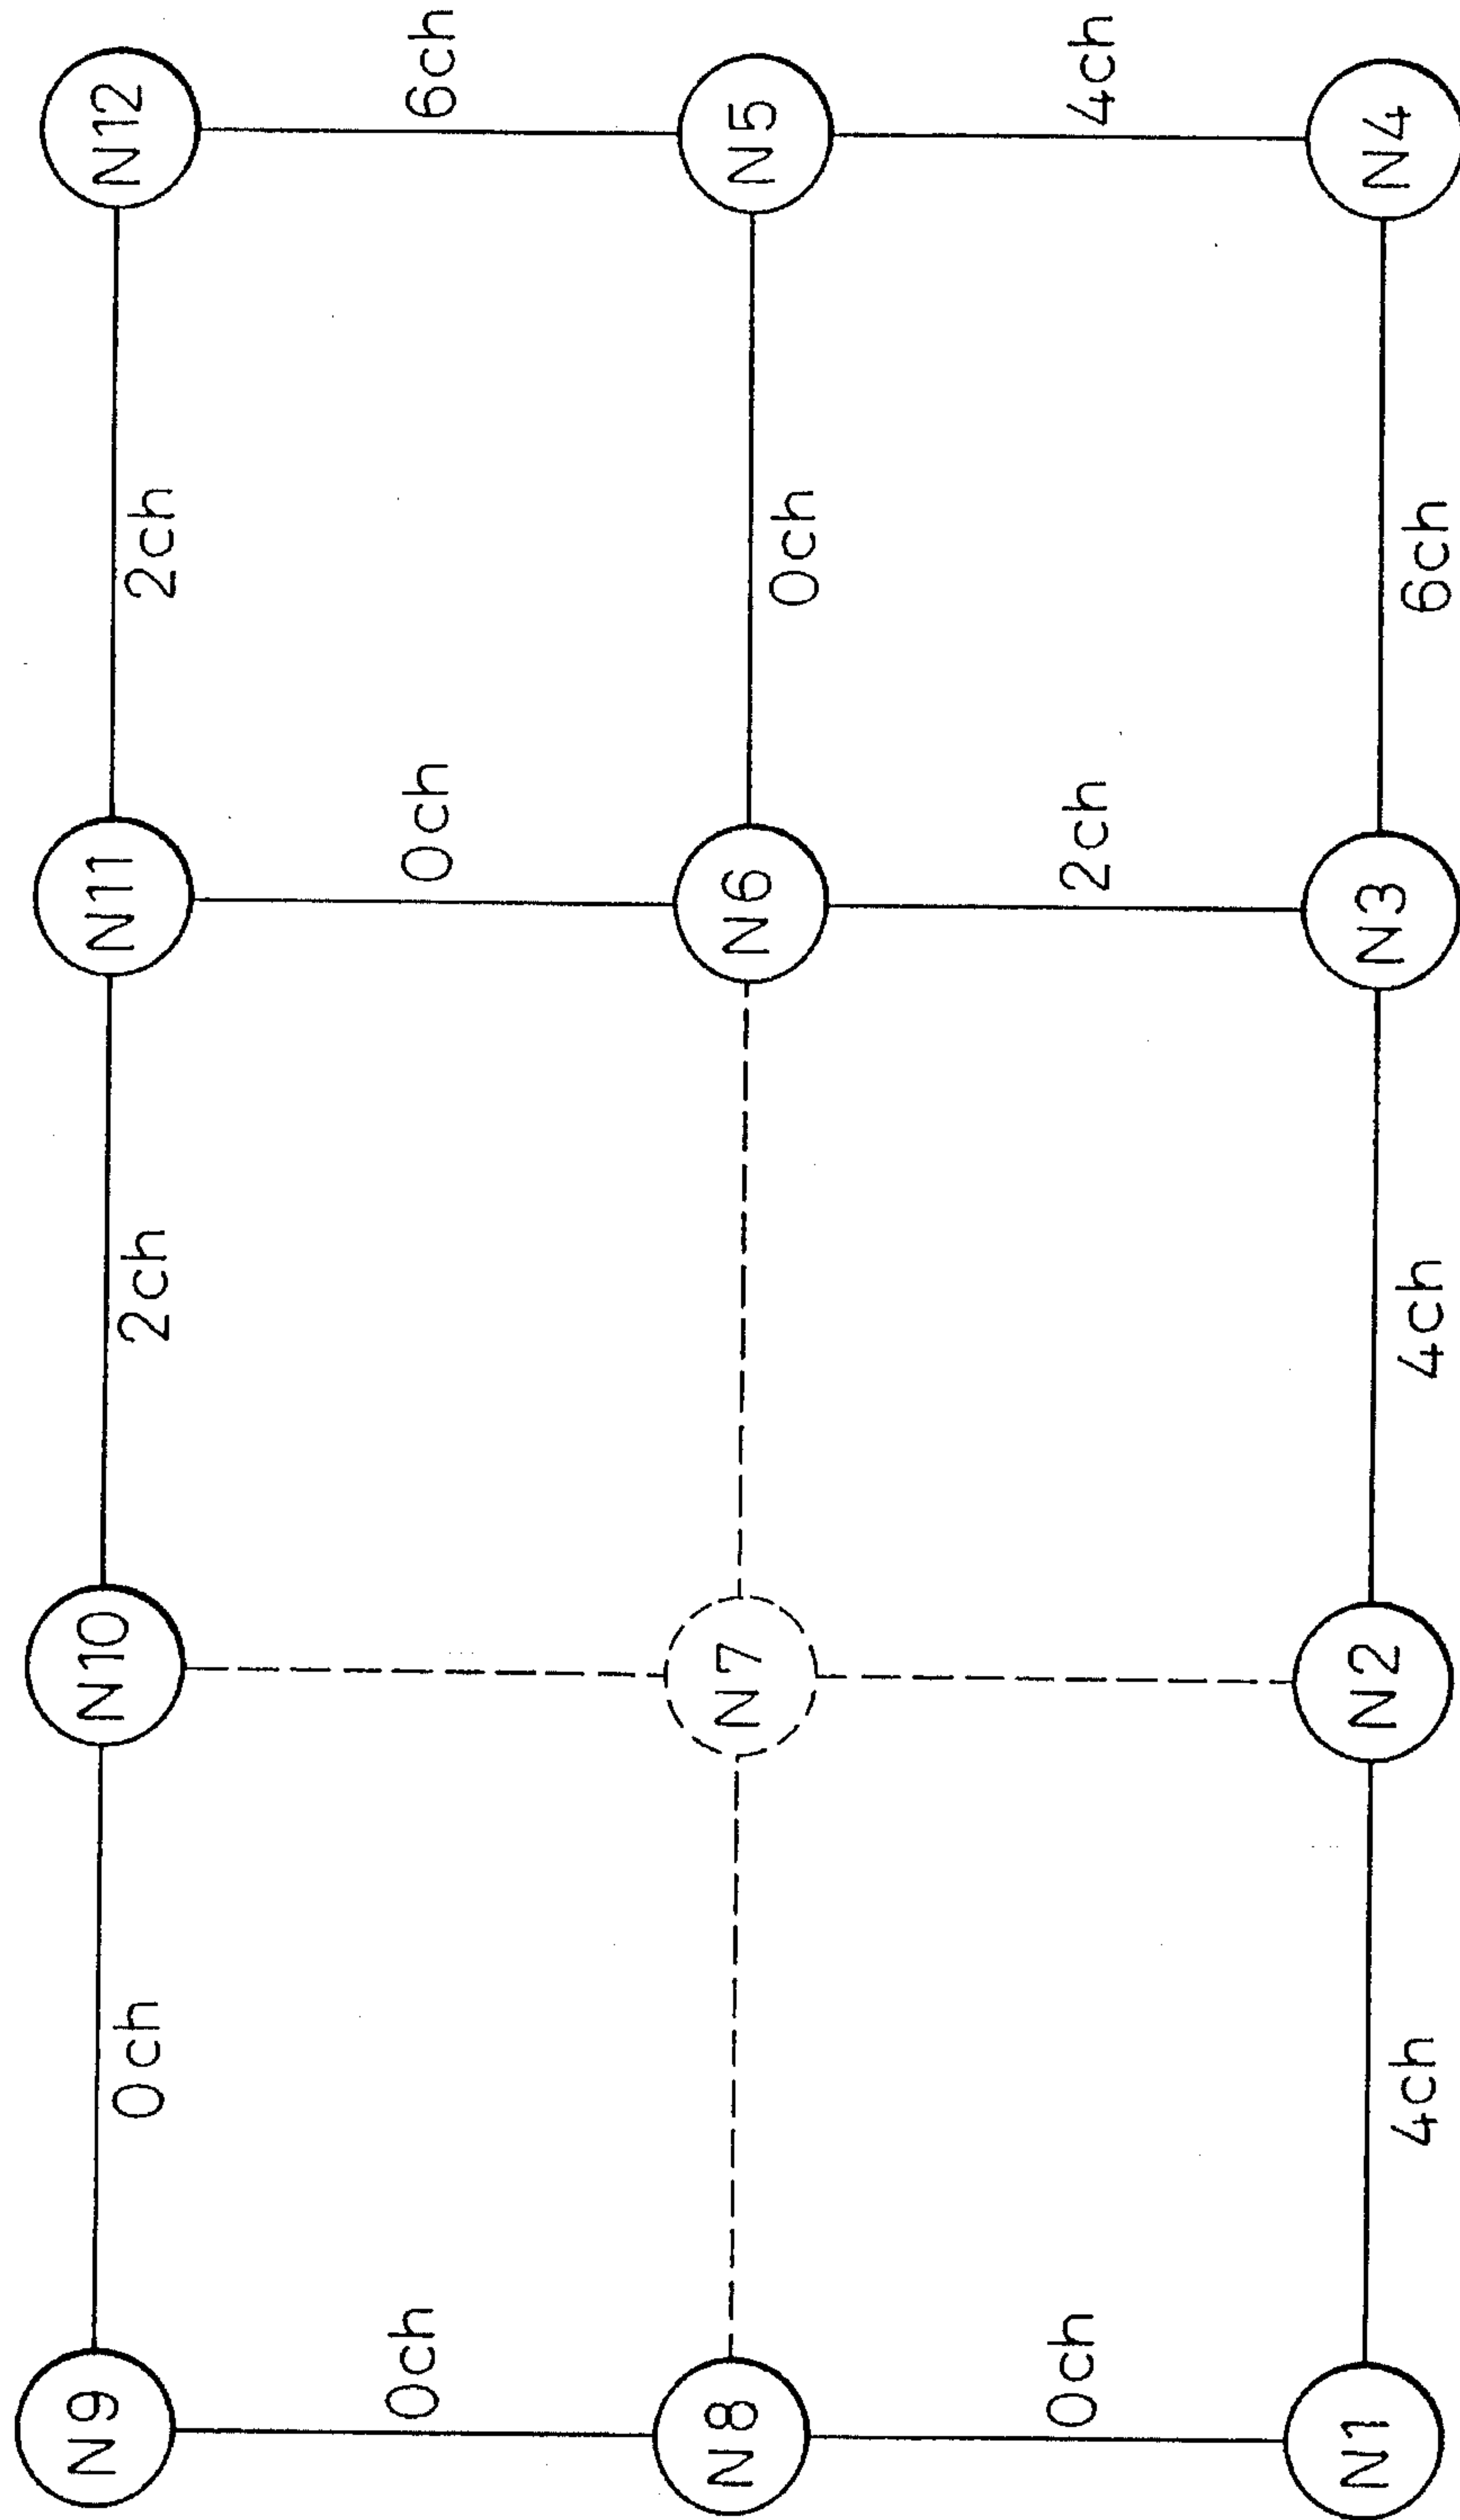 N9 N10 N11 N12
0ch 2ch 2ch
0ch 0ch 6ch
N8 N7 N6 N5
0ch
0ch 2ch 4ch
N1 N2 N3 N4
4ch 4ch 6ch